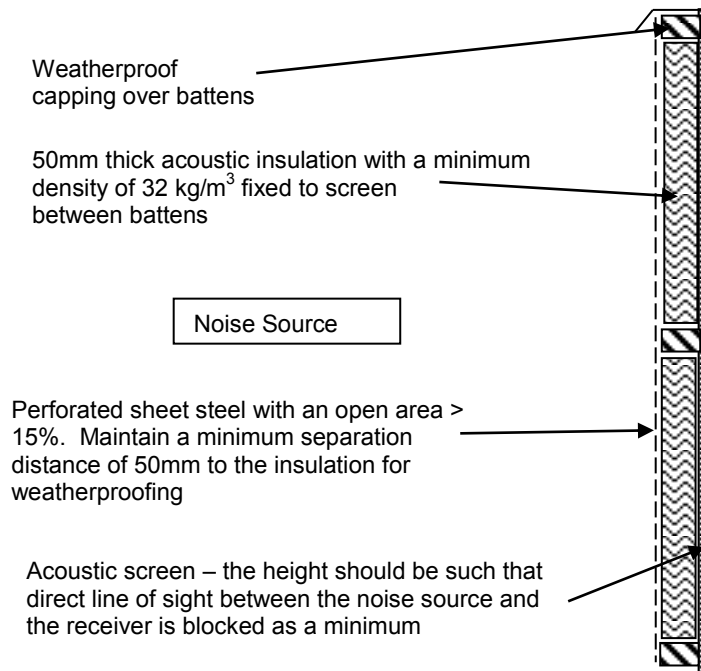 Weatherproof
capping over battens
50mm thick acoustic insulation with a minimum
density of 32 kg/m³ fixed to screen
between battens
Noise Source
Perforated sheet steel with an open area >
15%. Maintain a minimum separation
distance of 50mm to the insulation for
weatherproofing
Acoustic screen – the height should be such that
direct line of sight between the noise source and
the receiver is blocked as a minimum